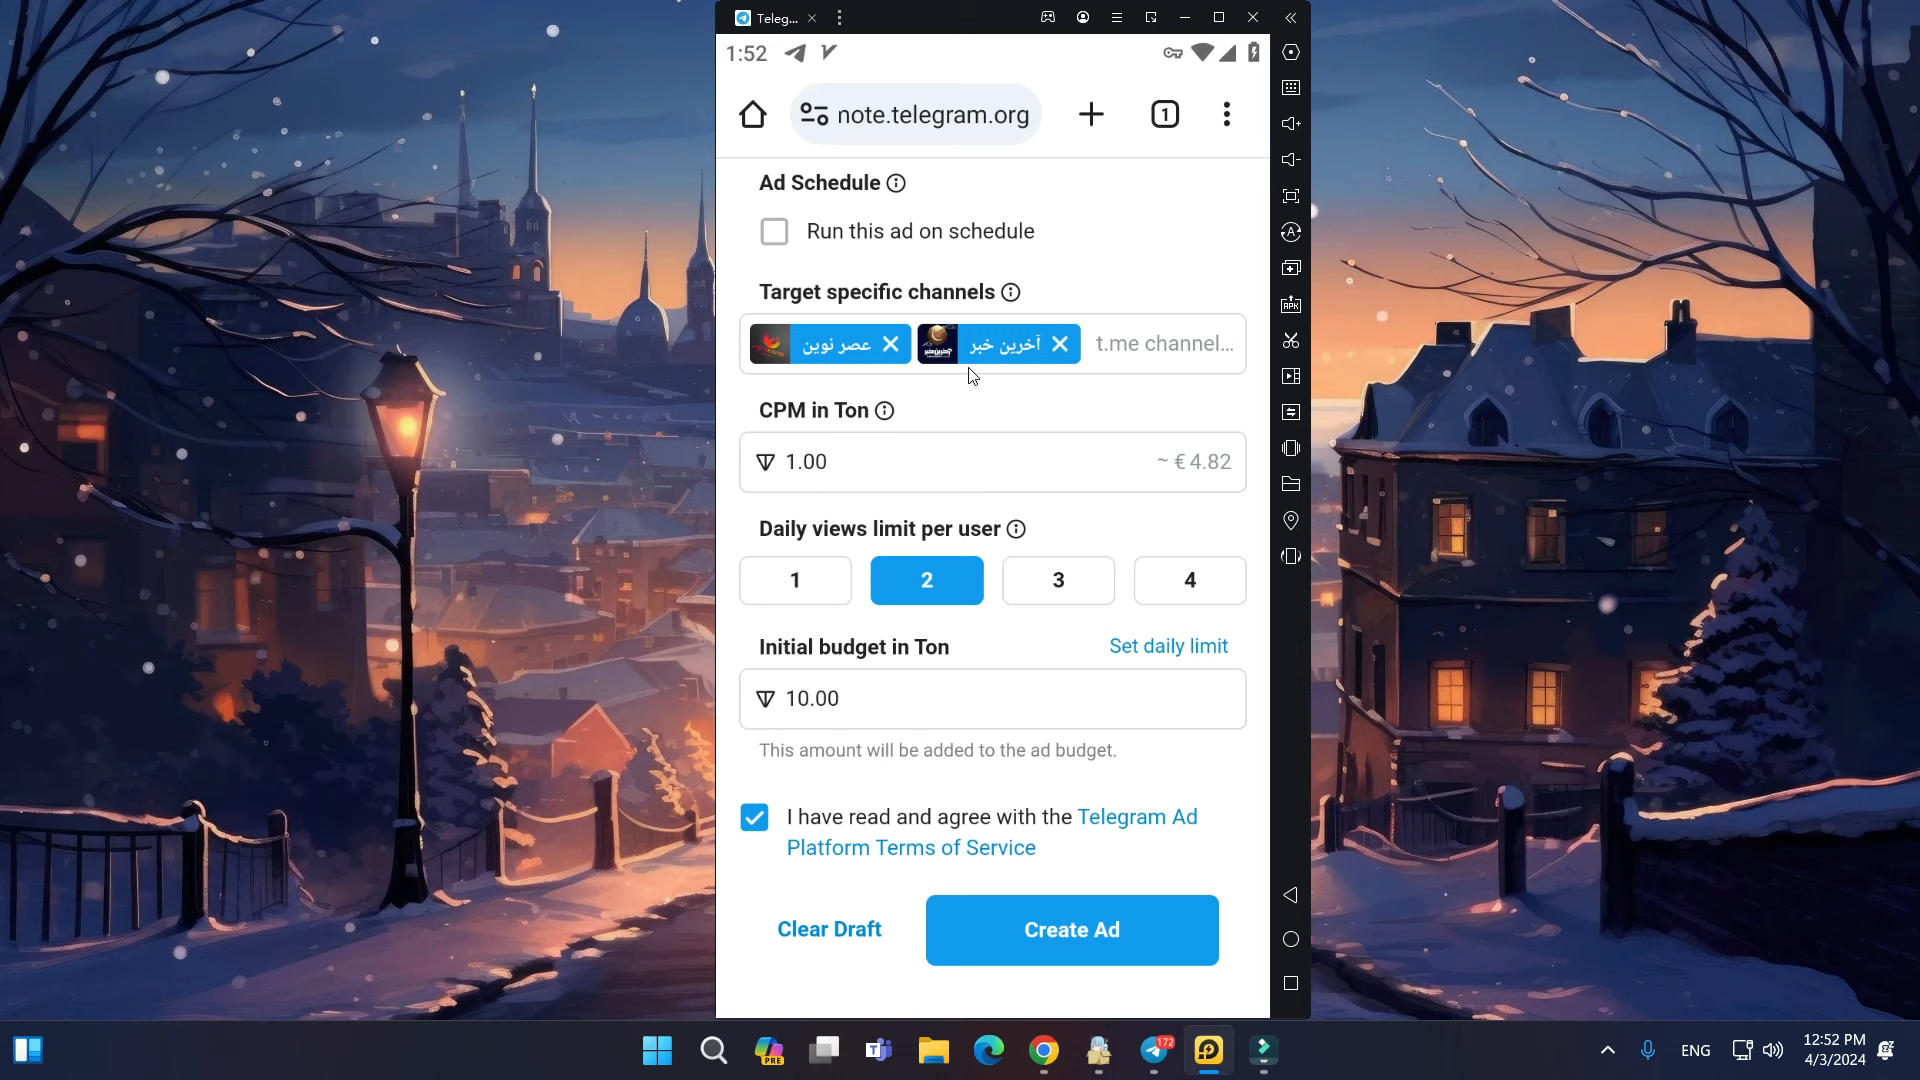 Teleg...
1:52
note.telegram.org
1
Ad Schedule
Run this ad on schedule
Target specific channels
عصر نوین
آخرین خبر
t.me channel...
CPM in Ton
1.00
~ € 4.82
Daily views limit per user
1
2
3
4
Initial budget in Ton
Set daily limit
10.00
This amount will be added to the ad budget.
I have read and agree with the Telegram Ad
Platform Terms of Service
Clear Draft
Create Ad
APK
A
PRE
172
ENG
12:52 PM
4/3/2024